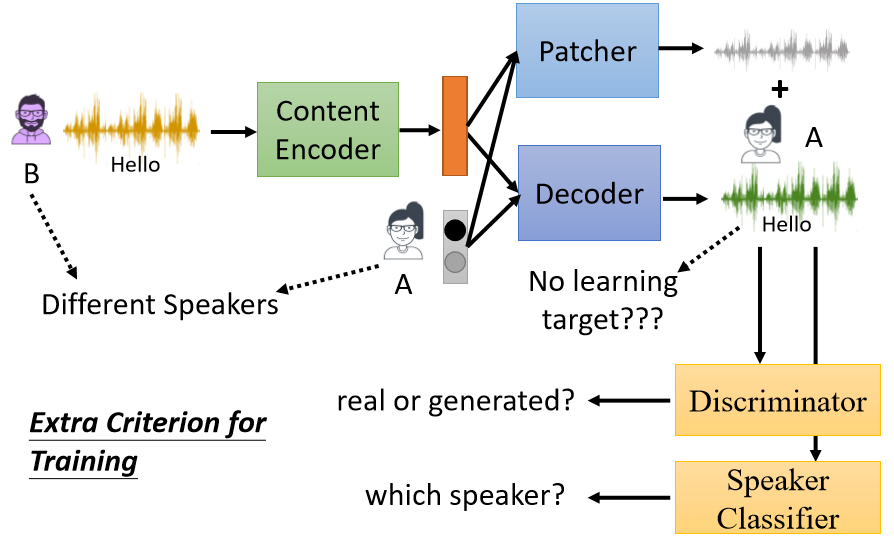 Patcher
+
Content
Encoder
A
B
Hello
Decoder
Hello
A
Different Speakers
No learning
target???
real or generated?
Discriminator
Extra Criterion for
Training
which speaker?
Speaker
Classifier